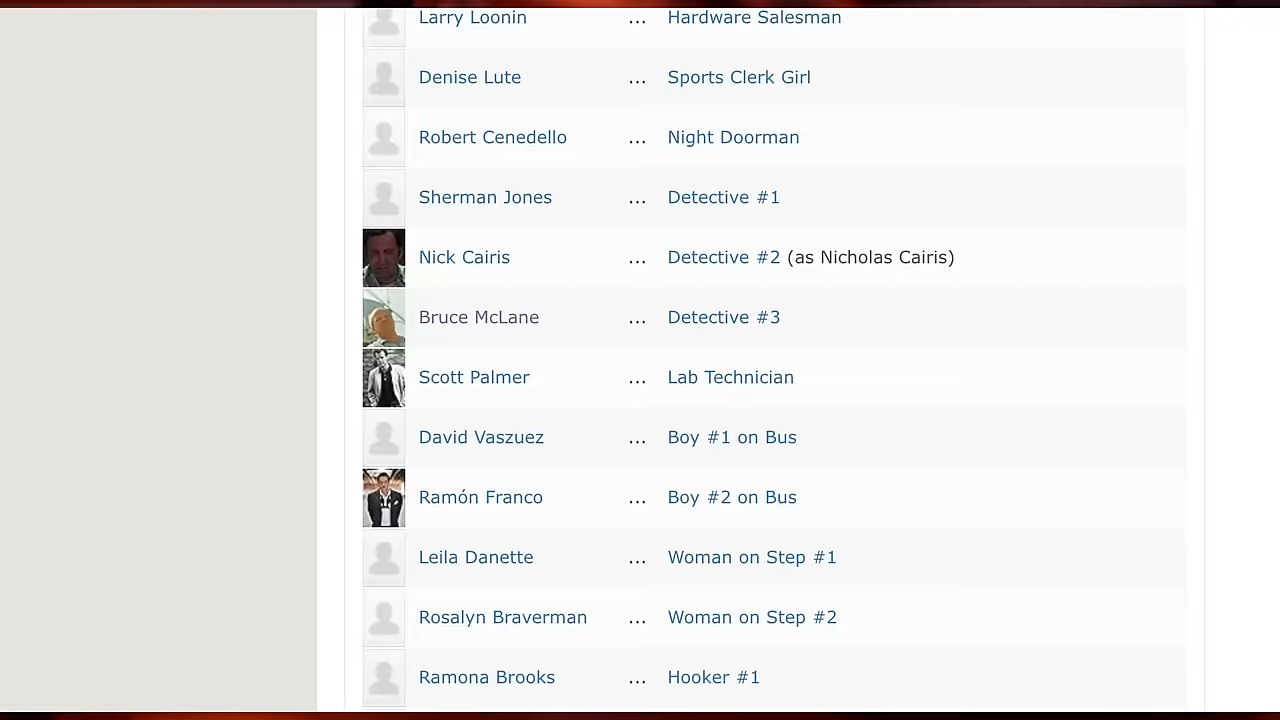 Larry Loonin ... Hardware Salesman
Denise Lute ... Sports Clerk Girl
Robert Cenedello ... Night Doorman
Sherman Jones ... Detective #1
Nick Cairis ... Detective #2 (as Nicholas Cairis)
Bruce McLane ... Detective #3
Scott Palmer ... Lab Technician
David Vaszuez ... Boy #1 on Bus
Ramón Franco ... Boy #2 on Bus
Leila Danette ... Woman on Step #1
Rosalyn Braverman ... Woman on Step #2
Ramona Brooks ... Hooker #1